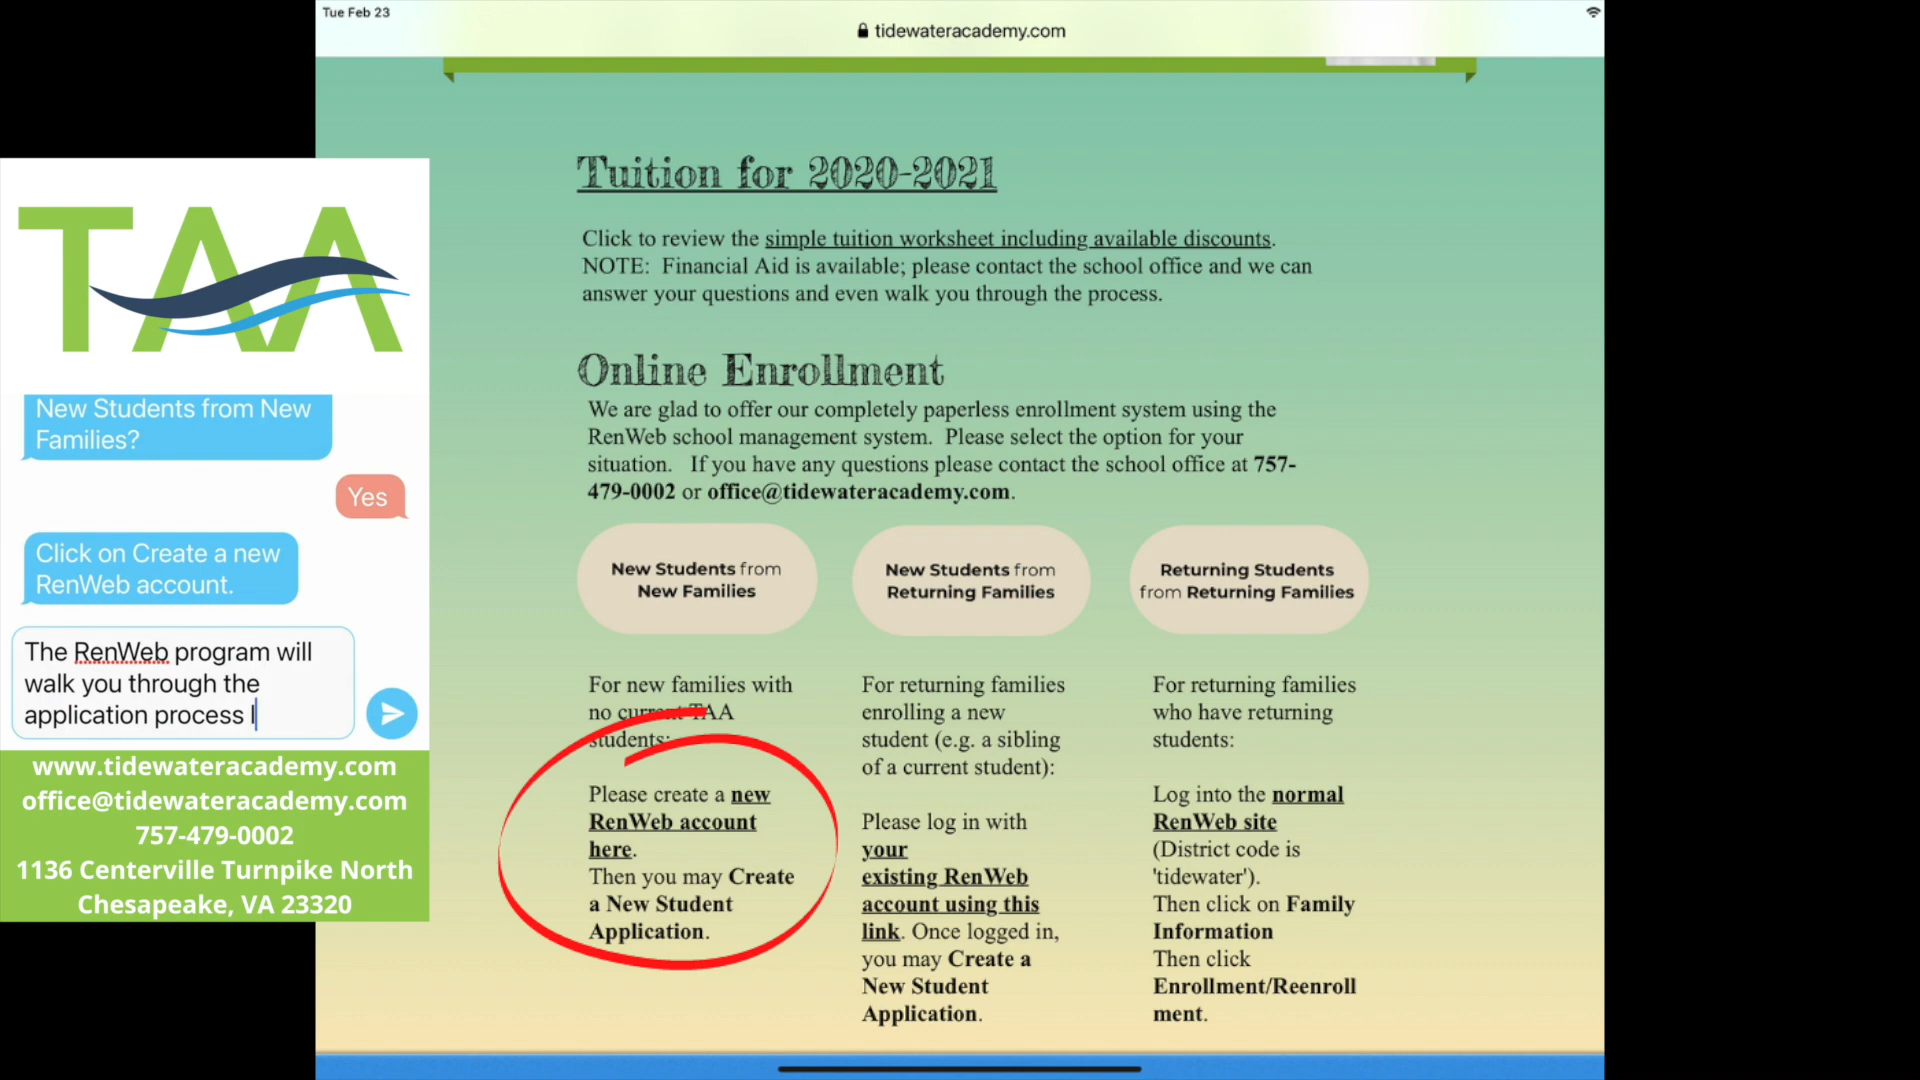 Tue Feb 23
tidewateracademy.com
TAA
New Students from New
Families?
Yes
Click on Create a new
RenWeb account.
The RenWeb program will
walk you through the
application process l
www.tidewateracademy.com
office@tidewateracademy.com
757-479-0002
1136 Centerville Turnpike North
Chesapeake, VA 23320
Tuition for 2020-2021
Click to review the simple tuition worksheet including available discounts.
NOTE: Financial Aid is available; please contact the school office and we can
answer your questions and even walk you through the process.
Online Enrollment
We are glad to offer our completely paperless enrollment system using the
RenWeb school management system. Please select the option for your
situation. If you have any questions please contact the school office at 757-
479-0002 or office@tidewateracademy.com.
New Students from
New Families
For new families with
no current TAA
students:
Please create a new
RenWeb account
here.
Then you may Create
a New Student
Application.
New Students from
Returning Families
For returning families
enrolling a new
student (e.g. a sibling
of a current student):
Please log in with
your
existing RenWeb
account using this
link. Once logged in,
you may Create a
New Student
Application.
Returning Students
from Returning Families
For returning families
who have returning
students:
Log into the normal
RenWeb site
(District code is
'tidewater').
Then click on Family
Information
Then click
Enrollment/Reenroll
ment.